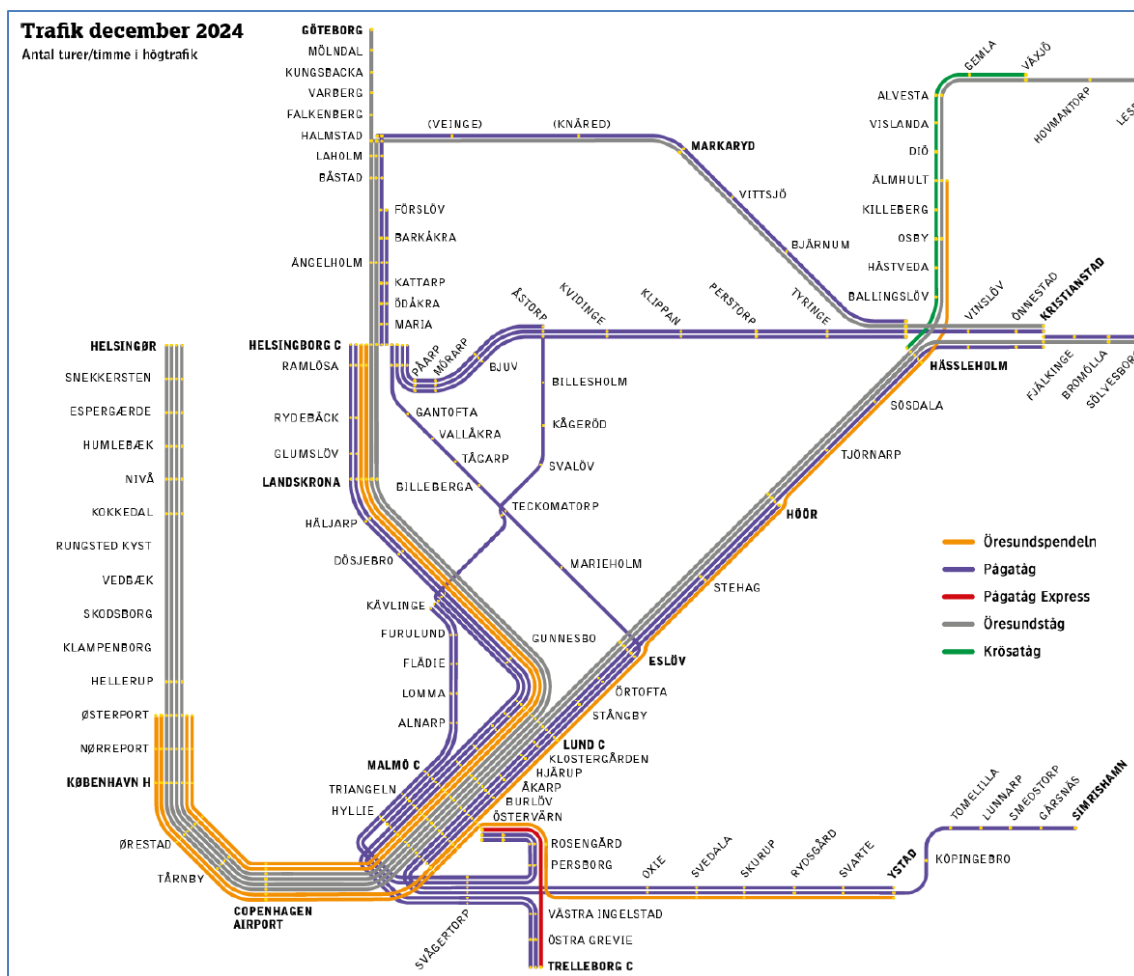 Trafik december 2024
Antal turer/timme i högtrafik
GÖTEBORG
MÖLNDAL
KUNGSBACKA
VARBERG
FALKENBERG
HALMSTAD
LAHOLM
BÅSTAD
FÖRSLÖV
BARKÅKRA
ÄNGELHOLM
KATTARP
ÖDÅKRA
MARIA
(VEINGE)
(KNÄRED)
MARKARYD
VITTSJÖ
BJÄRNUM
GEMLA
VÄXJÖ
HOVMANTORP
LESS
ALVESTA
VISLANDA
DIÖ
ÄLMHULT
KILLEBERG
OSBY
HÄSTVEDA
BALLINGSLÖV
ÅSTORP
KVIDINGE
KLIPPAN
PERSTORP
TYRINGE
VINSLÖV
ÖNNESTAD
KRISTIANSTAD
HELSINGØR
SNEKKERSTEN
ESPERGÆRDE
HUMLEBÆK
NIVÅ
KOKKEDAL
RUNGSTED KYST
VEDBÆK
SKODSBORG
KLAMPENBORG
HELLERUP
ØSTERPORT
NØRREPORT
KØBENHAVN H
ØRESTAD
TÅRNBY
COPENHAGEN
AIRPORT
HELSINGBORG C
RAMLÖSA
RYDEBÄCK
GLUMSLÖV
LANDSKRONA
HÄLJARP
DÖSJEBRO
KÄVLINGE
FURULUND
FLÄDIE
LOMMA
ALNARP
PÅARP
MÖRARP
BJUV
GANTOFTA
VALLÅKRA
TÅGARP
BILLEBERGA
BILLESHOLM
KÅGERÖD
SVALÖV
TECKOMATORP
MARIEHOLM
GUNNESBO
HÄSSLEHOLM
FJÄLKINGE
BROMÖLLA
SÖLVESBORG
SÖSDALA
TJÖRNARP
HÖÖR
STEHAG
ESLÖV
ÖRTOFTA
STÅNGBY
LUND C
KLOSTERGÅRDEN
HJÄRUP
ÅKARP
BURLÖV
ÖSTERVÄRN
MALMÖ C
TRIANGELN
HYLLIE
ROSENGÅRD
PERSBORG
SVÅGERTORP
VÄSTRA INGELSTAD
ÖSTRA GREVIE
TRELLEBORG C
OXIE
SVEDALA
SKURUP
RYDSGÅRD
SVARTE
YSTAD
KÖPINGEBRO
TOMELILLA
LUNNARP
SMEDSTORP
GÄRSNÄS
SIMRISHAMN
Öresundspendeln
Pågatåg
Pågatåg Express
Öresundståg
Krösatåg